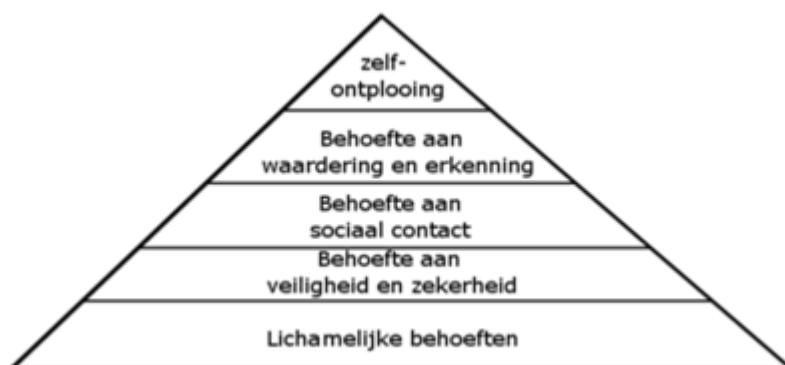 zelf-
ontplooing
Behoefte aan
waardering en erkenning
Behoefte aan
sociaal contact
Behoefte aan
veiligheid en zekerheid
Lichamelijke behoeften